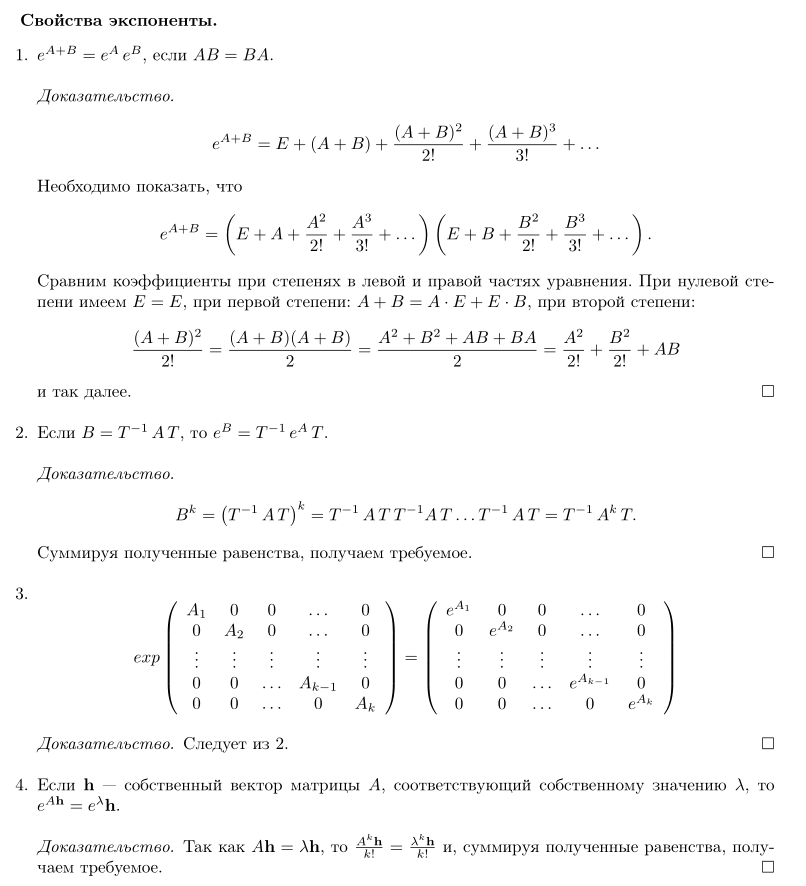 Свойства экспоненты.
1. $e^{A+B} = e^A e^B$, если $AB = BA$.
Доказательство.
$e^{A+B} = E + (A + B) + \frac{(A+B)^2}{2!} + \frac{(A+B)^3}{3!} + \dots$
Необходимо показать, что
$e^{A+B} = \left(E + A + \frac{A^2}{2!} + \frac{A^3}{3!} + \dots\right)\left(E + B + \frac{B^2}{2!} + \frac{B^3}{3!} + \dots\right).$
Сравним коэффициенты при степенях в левой и правой частях уравнения. При нулевой сте-
пени имеем $E = E$, при первой степени: $A + B = A \cdot E + E \cdot B$, при второй степени:
$\frac{(A+B)^2}{2!} = \frac{(A+B)(A+B)}{2} = \frac{A^2 + B^2 + AB + BA}{2} = \frac{A^2}{2!} + \frac{B^2}{2!} + AB$
и так далее. □
2. Если $B = T^{-1} A T$, то $e^B = T^{-1} e^A T$.
Доказательство.
$B^k = \left(T^{-1} A T\right)^k = T^{-1} A T T^{-1} A T \dots T^{-1} A T = T^{-1} A^k T.$
Суммируя полученные равенства, получаем требуемое. □
3.
$exp \begin{pmatrix} A_1 & 0 & 0 & \dots & 0 \\ 0 & A_2 & 0 & \dots & 0 \\ \vdots & \vdots & \vdots & \vdots & \vdots \\ 0 & 0 & \dots & A_{k-1} & 0 \\ 0 & 0 & \dots & 0 & A_k \end{pmatrix} = \begin{pmatrix} e^{A_1} & 0 & 0 & \dots & 0 \\ 0 & e^{A_2} & 0 & \dots & 0 \\ \vdots & \vdots & \vdots & \vdots & \vdots \\ 0 & 0 & \dots & e^{A_{k-1}} & 0 \\ 0 & 0 & \dots & 0 & e^{A_k} \end{pmatrix}$
Доказательство. Следует из 2. □
4. Если $\mathbf{h}$ — собственный вектор матрицы $A$, соответствующий собственному значению $\lambda$, то
$e^{A\mathbf{h}} = e^{\lambda}\mathbf{h}$.
Доказательство. Так как $A\mathbf{h} = \lambda\mathbf{h}$, то $\frac{A^k\mathbf{h}}{k!} = \frac{\lambda^k\mathbf{h}}{k!}$ и, суммируя полученные равенства, полу-
чаем требуемое. □